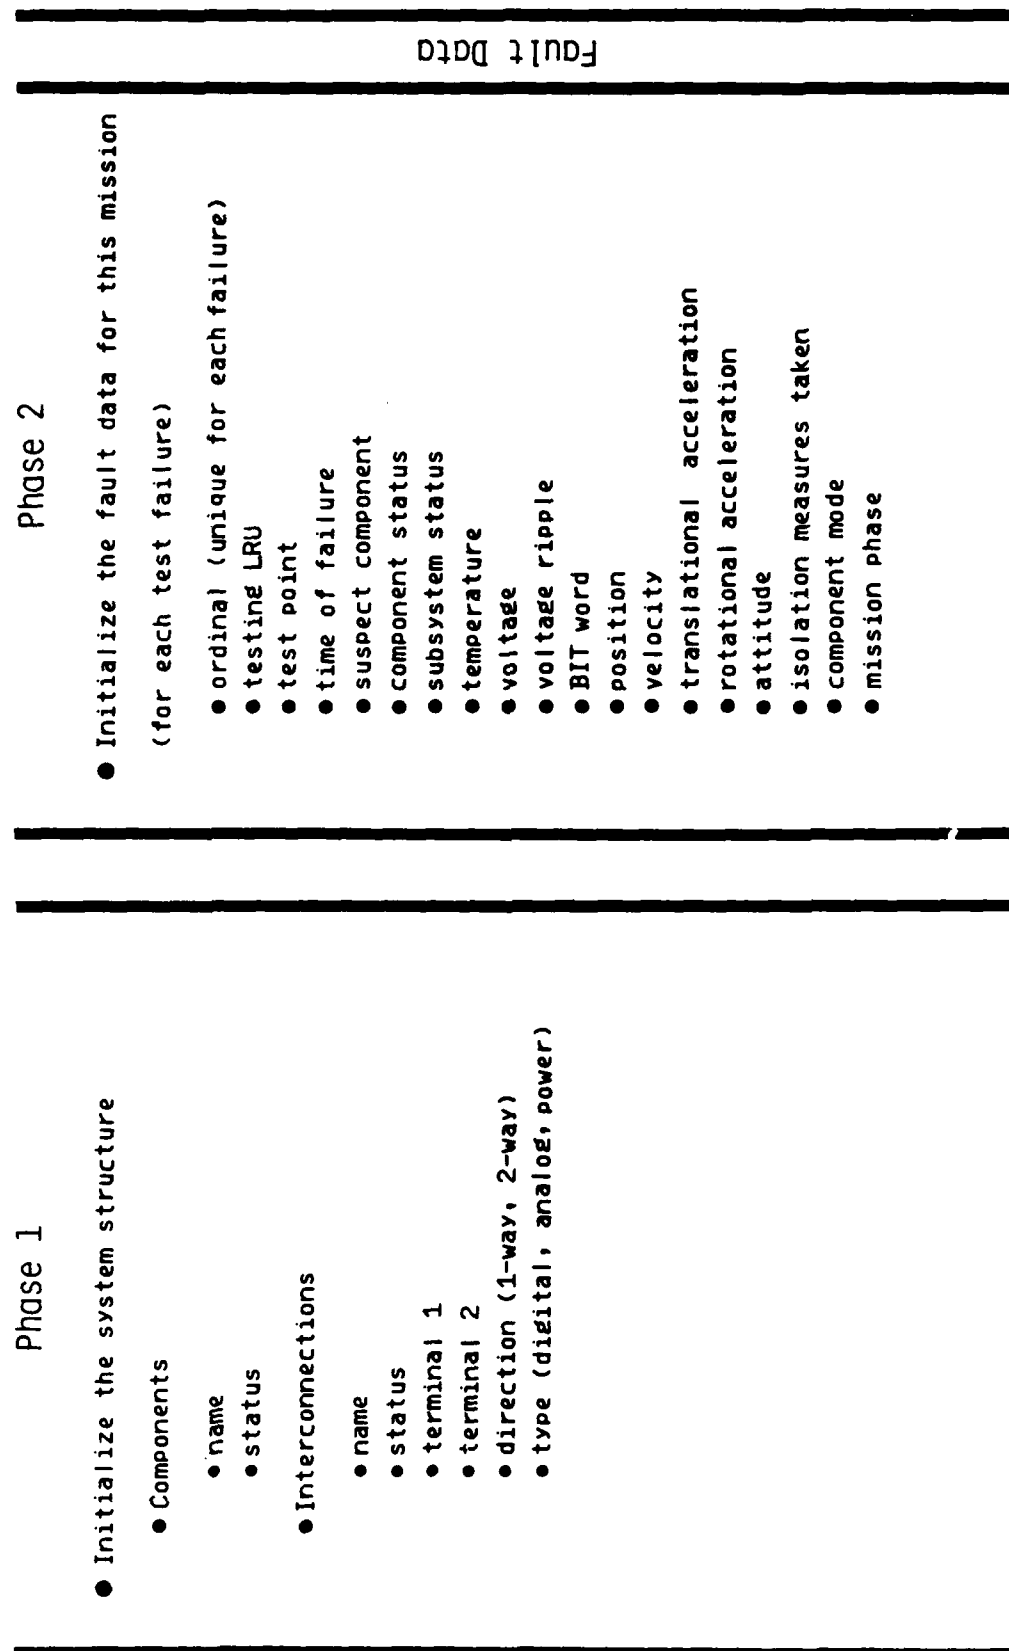 Phase 1
● Initialize the system structure
● Components
● name
● status
● Interconnections
● name
● status
● terminal 1
● terminal 2
● direction (1-way, 2-way)
● type (digital, analog, power)
Phase 2
● Initialize the fault data for this mission
(for each test failure)
● ordinal (unique for each failure)
● testing LRU
● test point
● time of failure
● suspect component
● component status
● subsystem status
● temperature
● voltage
● voltage ripple
● BIT word
● position
● velocity
● translational acceleration
● rotational acceleration
● attitude
● isolation measures taken
● component mode
● mission phase
Fault Data